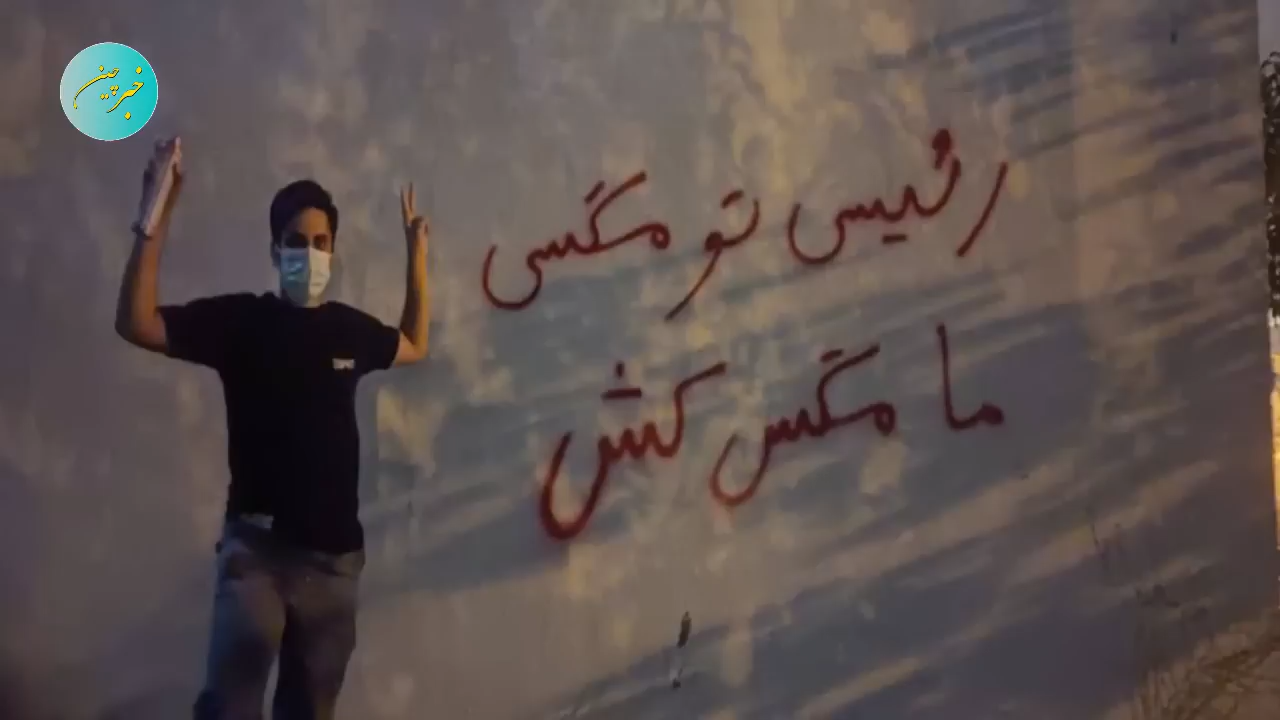 خبرچین
رئیس تو مگسی
ما مگس کش